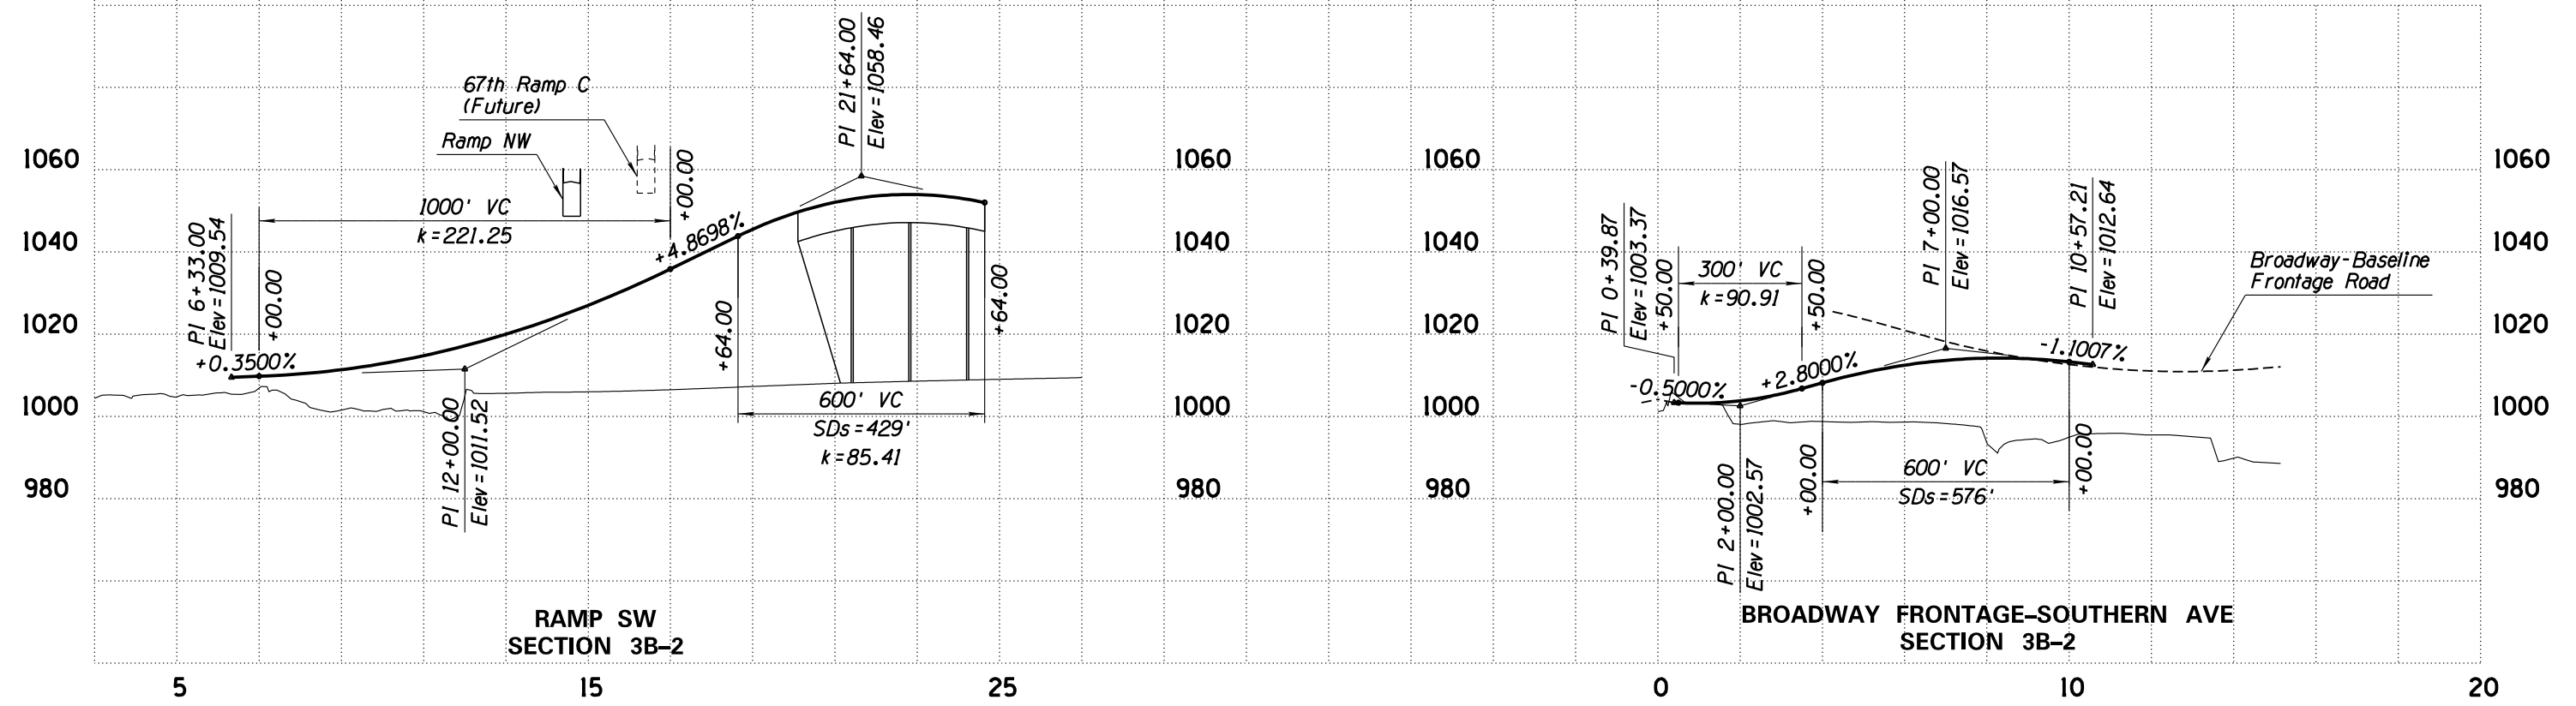 67th Ramp C
(Future)
Ramp NW
PI 21+64.00
Elev=1058.46
1060
1040
1020
1000
980
PI 6+33.00
Elev=1009.54
+00.00
+0.3500%
1000' VC
k=221.25
+00.00
+4.8698%
PI 12+00.00
Elev=1011.52
+64.00
+64.00
600' VC
SDs=429'
k=85.41
1060
1040
1020
1000
980
RAMP SW
SECTION 3B-2
5
15
25
1060
1040
1020
1000
980
PI 0+39.87
Elev=1003.37
+50.00
300' VC
k=90.91
+50.00
-0.5000%
+2.8000%
PI 2+00.00
Elev=1002.57
PI 7+00.00
Elev=1016.57
PI 10+57.21
Elev=1012.64
-1.1007%
+00.00
600' VC
SDs=576'
+00.00
Broadway-Baseline
Frontage Road
1060
1040
1020
1000
980
BROADWAY FRONTAGE-SOUTHERN AVE
SECTION 3B-2
0
10
20